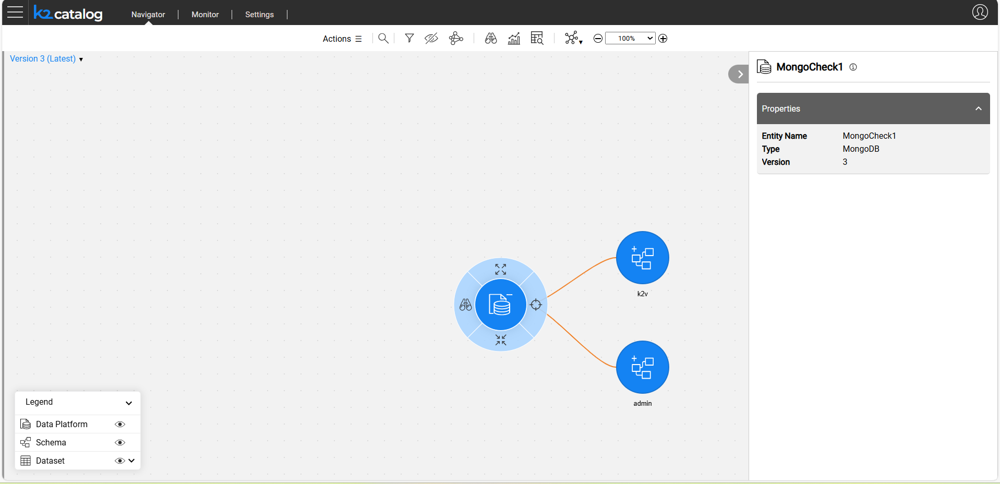 k2catalog
Navigator
Monitor
Settings
Actions
100%
Version 3 (Latest)
MongoCheck1
Properties
Entity Name MongoCheck1
Type MongoDB
Version 3
k2v
admin
Legend
Data Platform
Schema
Dataset